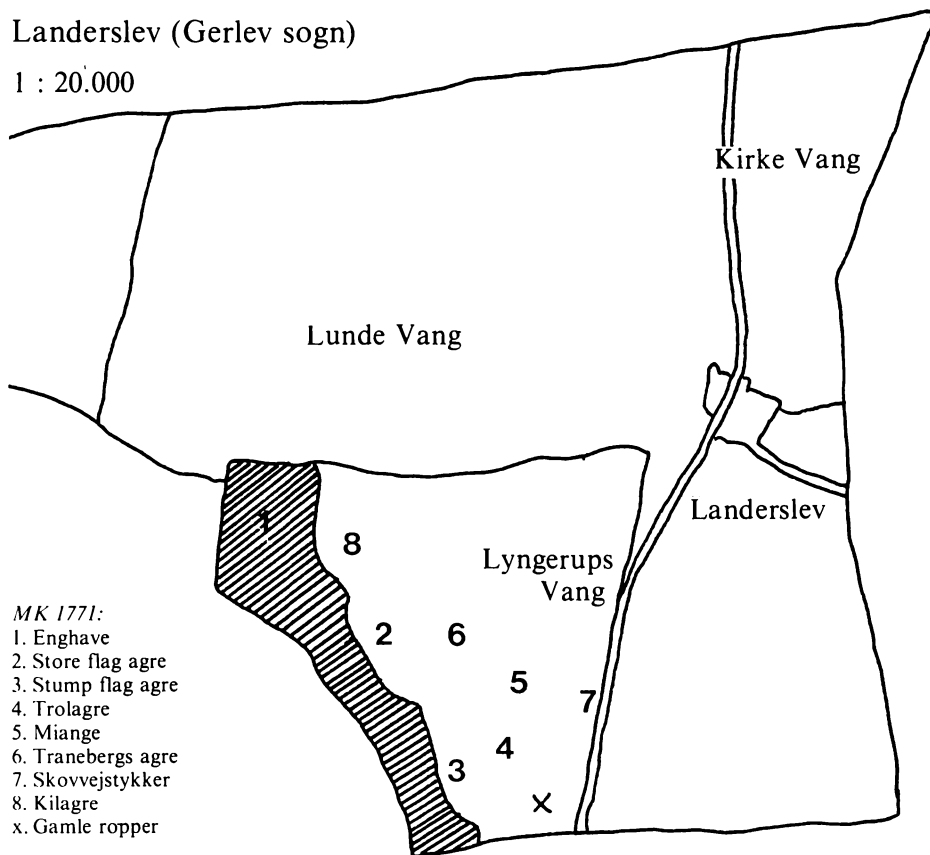 Landerslev (Gerlev sogn)
1 : 20.000
Kirke Vang
Lunde Vang
Landerslev
Lyngerups
Vang
1
8
2
6
5
7
4
3
x
MK 1771:
1. Enghave
2. Store flag agre
3. Stump flag agre
4. Trolagre
5. Miange
6. Tranebergs agre
7. Skovvejstykker
8. Kilagre
x. Gamle ropper